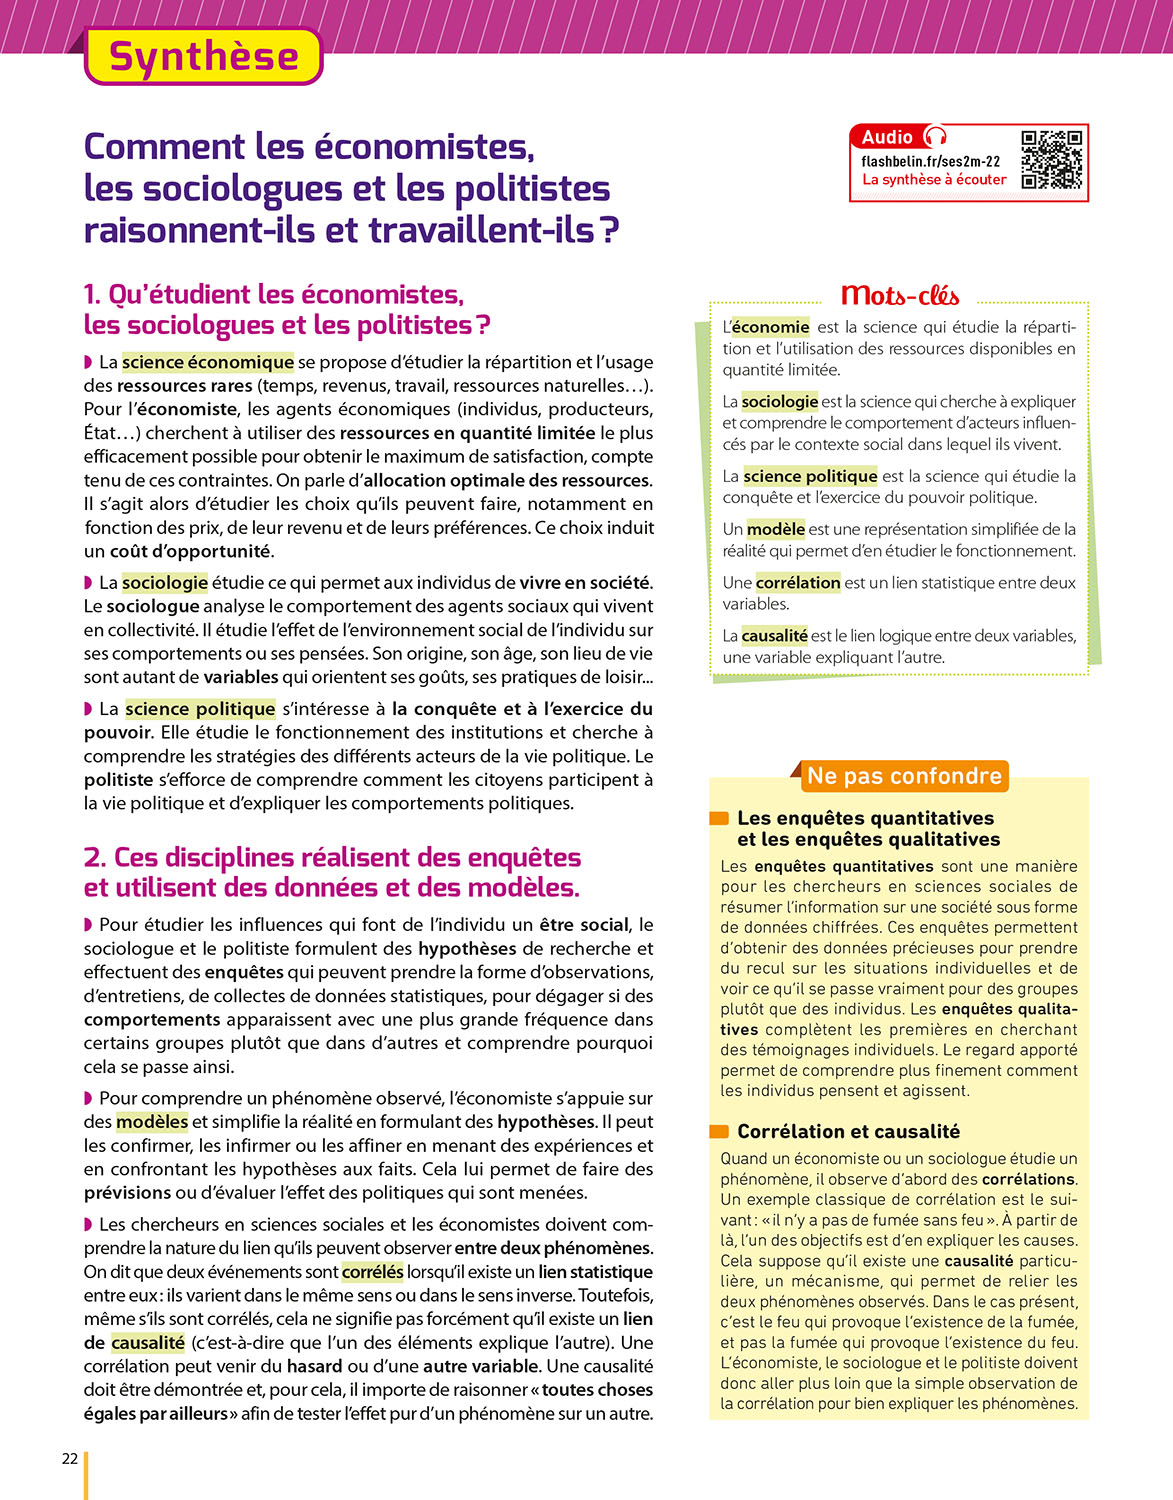 Synthèse
Comment les économistes,
les sociologues et les politistes
raisonnent-ils et travaillent-ils ?
Audio
flashbelin.fr/ses2m-22
La synthèse à écouter
1. Qu’étudient les économistes,
les sociologues et les politistes ?
La science économique se propose d’étudier la répartition et l’usage
des ressources rares (temps, revenus, travail, ressources naturelles…).
Pour l’économiste, les agents économiques (individus, producteurs,
État…) cherchent à utiliser des ressources en quantité limitée le plus
efficacement possible pour obtenir le maximum de satisfaction, compte
tenu de ces contraintes. On parle d’allocation optimale des ressources.
Il s’agit alors d’étudier les choix qu’ils peuvent faire, notamment en
fonction des prix, de leur revenu et de leurs préférences. Ce choix induit
un coût d’opportunité.
La sociologie étudie ce qui permet aux individus de vivre en société.
Le sociologue analyse le comportement des agents sociaux qui vivent
en collectivité. Il étudie l’effet de l’environnement social de l’individu sur
ses comportements ou ses pensées. Son origine, son âge, son lieu de vie
sont autant de variables qui orientent ses goûts, ses pratiques de loisir...
La science politique s’intéresse à la conquête et à l’exercice du
pouvoir. Elle étudie le fonctionnement des institutions et cherche à
comprendre les stratégies des différents acteurs de la vie politique. Le
politiste s’efforce de comprendre comment les citoyens participent à
la vie politique et d’expliquer les comportements politiques.
2. Ces disciplines réalisent des enquêtes
et utilisent des données et des modèles.
Pour étudier les influences qui font de l’individu un être social, le
sociologue et le politiste formulent des hypothèses de recherche et
effectuent des enquêtes qui peuvent prendre la forme d’observations,
d’entretiens, de collectes de données statistiques, pour dégager si des
comportements apparaissent avec une plus grande fréquence dans
certains groupes plutôt que dans d’autres et comprendre pourquoi
cela se passe ainsi.
Pour comprendre un phénomène observé, l’économiste s’appuie sur
des modèles et simplifie la réalité en formulant des hypothèses. Il peut
les confirmer, les infirmer ou les affiner en menant des expériences et
en confrontant les hypothèses aux faits. Cela lui permet de faire des
prévisions ou d’évaluer l’effet des politiques qui sont menées.
Les chercheurs en sciences sociales et les économistes doivent com-
prendre la nature du lien qu’ils peuvent observer entre deux phénomènes.
On dit que deux événements sont corrélés lorsqu’il existe un lien statistique
entre eux : ils varient dans le même sens ou dans le sens inverse. Toutefois,
même s’ils sont corrélés, cela ne signifie pas forcément qu’il existe un lien
de causalité (c’est-à-dire que l’un des éléments explique l’autre). Une
corrélation peut venir du hasard ou d’une autre variable. Une causalité
doit être démontrée et, pour cela, il importe de raisonner « toutes choses
égales par ailleurs » afin de tester l’effet pur d’un phénomène sur un autre.
Mots-clés
L’économie est la science qui étudie la réparti-
tion et l’utilisation des ressources disponibles en
quantité limitée.
La sociologie est la science qui cherche à expliquer
et comprendre le comportement d’acteurs influen-
cés par le contexte social dans lequel ils vivent.
La science politique est la science qui étudie la
conquête et l’exercice du pouvoir politique.
Un modèle est une représentation simplifiée de la
réalité qui permet d’en étudier le fonctionnement.
Une corrélation est un lien statistique entre deux
variables.
La causalité est le lien logique entre deux variables,
une variable expliquant l’autre.
Ne pas confondre
Les enquêtes quantitatives
et les enquêtes qualitatives
Les enquêtes quantitatives sont une manière
pour les chercheurs en sciences sociales de
résumer l’information sur une société sous forme
de données chiffrées. Ces enquêtes permettent
d’obtenir des données précieuses pour prendre
du recul sur les situations individuelles et de
voir ce qu’il se passe vraiment pour des groupes
plutôt que des individus. Les enquêtes qualita-
tives complètent les premières en cherchant
des témoignages individuels. Le regard apporté
permet de comprendre plus finement comment
les individus pensent et agissent.
Corrélation et causalité
Quand un économiste ou un sociologue étudie un
phénomène, il observe d’abord des corrélations.
Un exemple classique de corrélation est le sui-
vant : « il n’y a pas de fumée sans feu ». À partir de
là, l’un des objectifs est d’en expliquer les causes.
Cela suppose qu’il existe une causalité particu-
lière, un mécanisme, qui permet de relier les
deux phénomènes observés. Dans le cas présent,
c’est le feu qui provoque l’existence de la fumée,
et pas la fumée qui provoque l’existence du feu.
L’économiste, le sociologue et le politiste doivent
donc aller plus loin que la simple observation de
la corrélation pour bien expliquer les phénomènes.
22